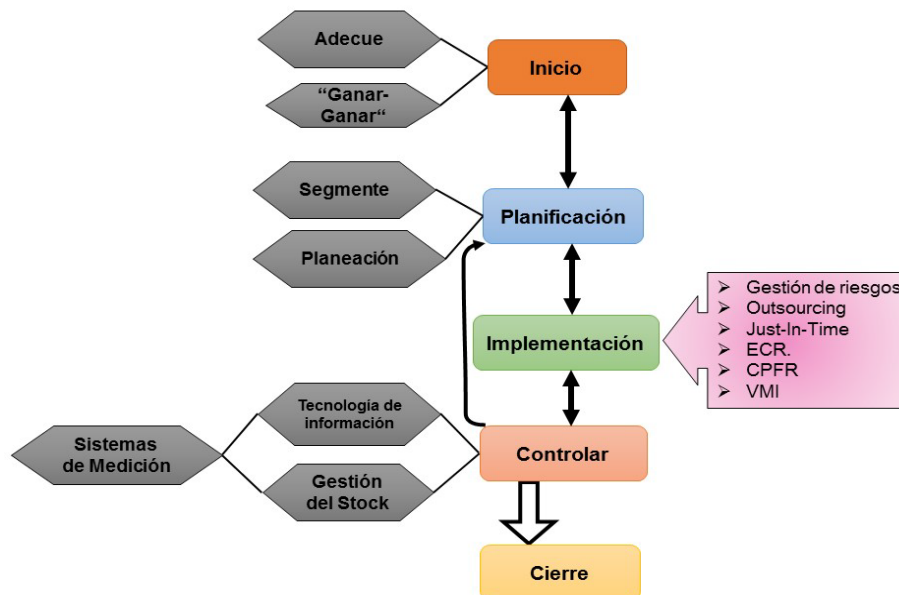 Adecue
Inicio
“Ganar-
Ganar“
Segmente
Planificación
Planeación
➢ Gestión de riesgos
➢ Outsourcing
➢ Just-In-Time
➢ ECR.
➢ CPFR
➢ VMI
Implementación
Tecnología de
información
Sistemas
de Medición
Controlar
Gestión
del Stock
Cierre